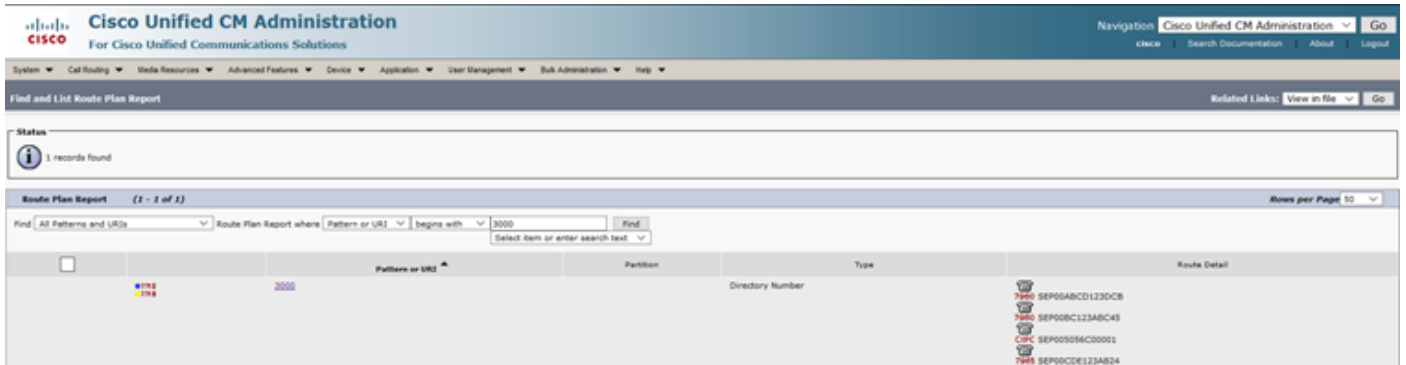 Cisco Unified CM Administration
CISCO For Cisco Unified Communications Solutions
Navigation Cisco Unified CM Administration Go
cisco | Search Documentation | About | Logout
System Call Routing Media Resources Advanced Features Device Application User Management Bulk Administration Help
Find and List Route Plan Report Related Links: View in file Go
Status
1 records found
Route Plan Report (1 - 1 of 1) Rows per Page 50
Find All Patterns and URIs Route Plan Report where Pattern or URI begins with 3000 Find
Select item or enter search text
Pattern or URI Partition Type Route Detail
3000 Directory Number
SEP00ABCD123DCB
SEP00BC123ABC45
CIPC SEP005056C00001
SEP00CDE123AB24